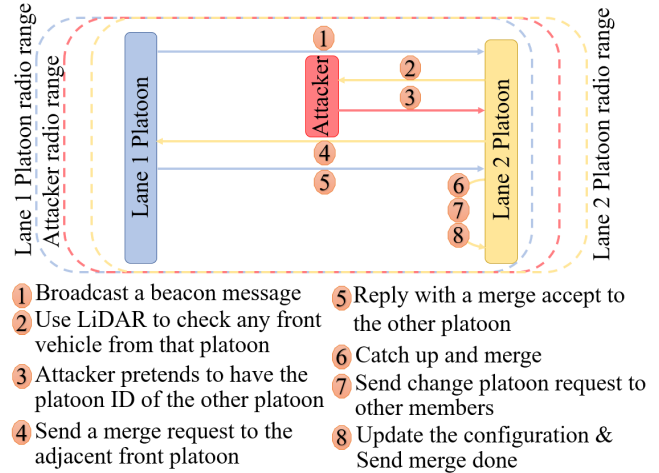 Lane 1 Platoon radio range
Attacker radio range
Lane 1 Platoon
Attacker
Lane 2 Platoon
Lane 2 Platoon radio range
1
2
3
4
5
6
7
8
1 Broadcast a beacon message
2 Use LiDAR to check any front
vehicle from that platoon
3 Attacker pretends to have the
platoon ID of the other platoon
4 Send a merge request to the
adjacent front platoon
5 Reply with a merge accept to
the other platoon
6 Catch up and merge
7 Send change platoon request to
other members
8 Update the configuration &
Send merge done